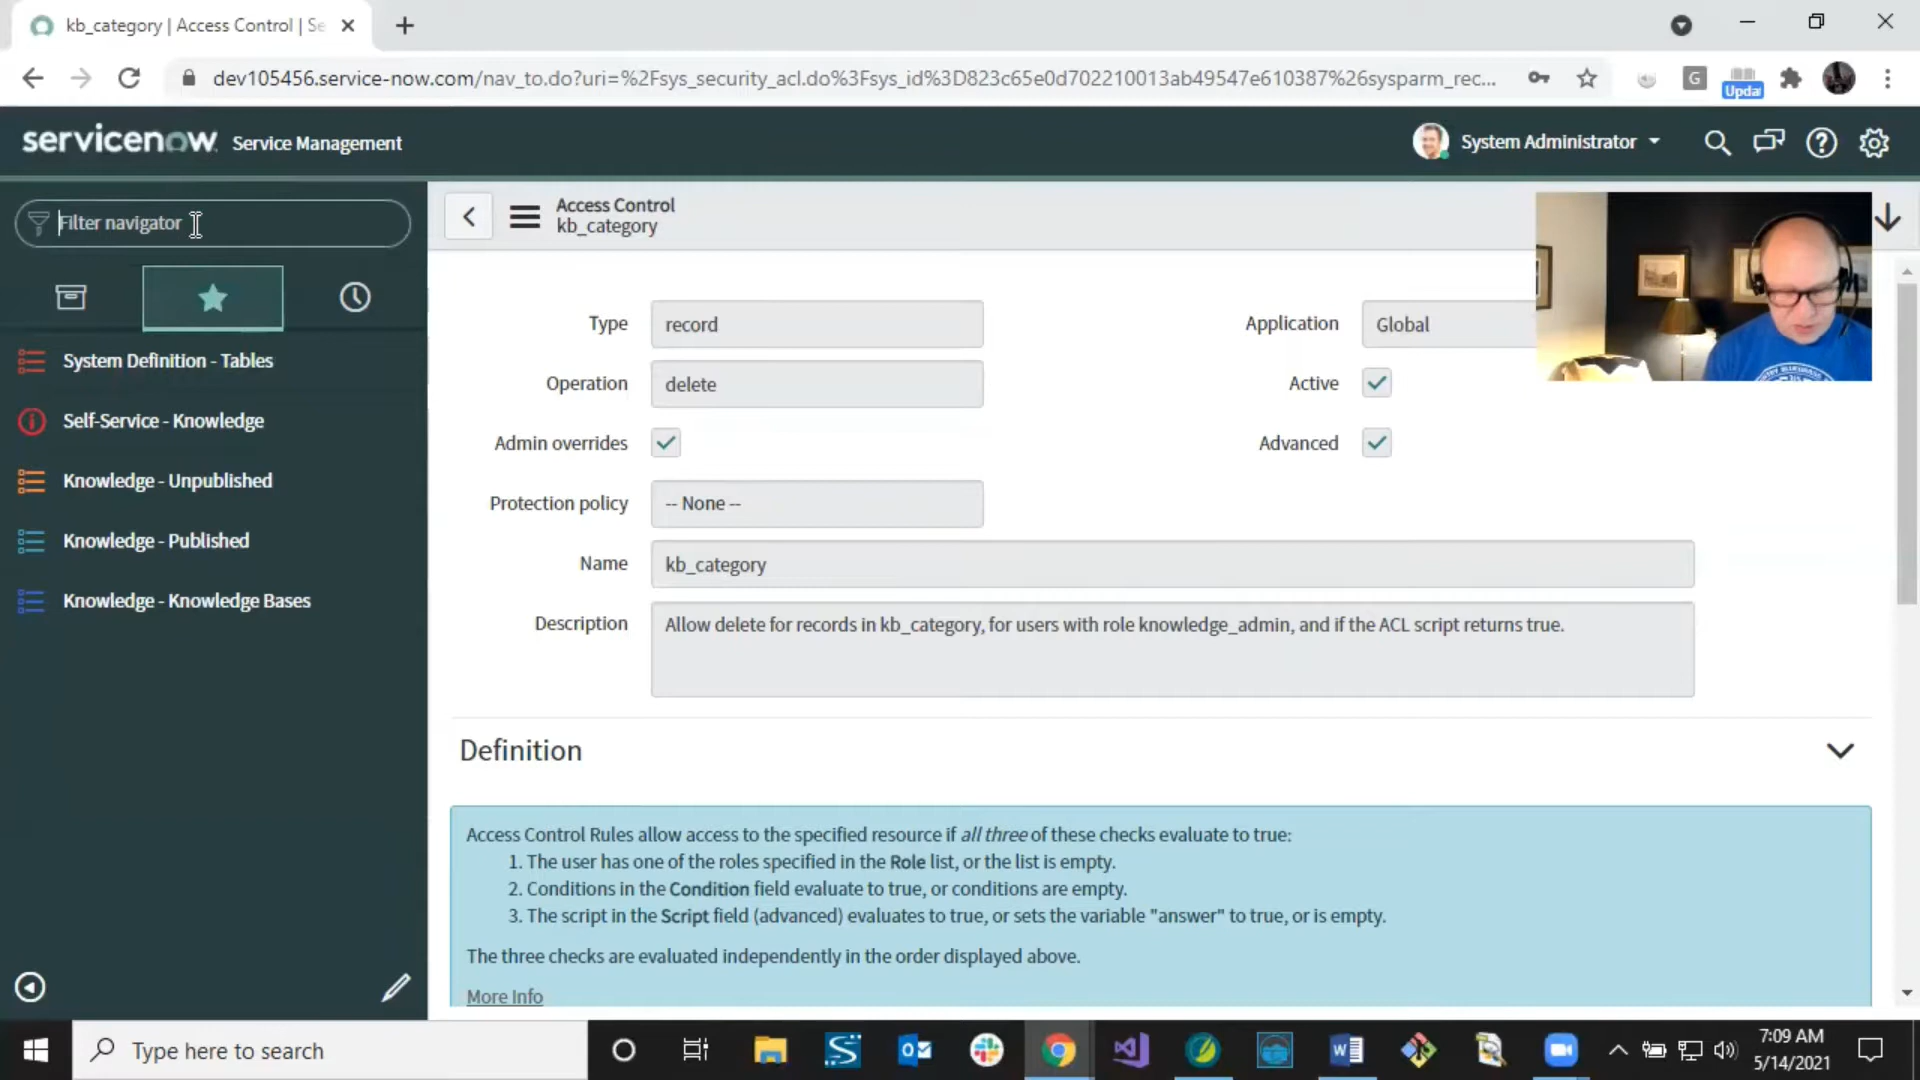 kb_category | Access Control | Se
dev105456.service-now.com/nav_to.do?uri=%2Fsys_security_acl.do%3Fsys_id%3D823c65e0d702210013ab49547e610387%26sysparm_rec...
G
Updat
servicenow Service Management
System Administrator
Filter navigator
System Definition - Tables
Self-Service - Knowledge
Knowledge - Unpublished
Knowledge - Published
Knowledge - Knowledge Bases
Access Control
kb_category
Type record
Application Global
Operation delete
Active
Admin overrides
Advanced
Protection policy -- None --
Name kb_category
Description Allow delete for records in kb_category, for users with role knowledge_admin, and if the ACL script returns true.
Definition
Access Control Rules allow access to the specified resource if all three of these checks evaluate to true:
1. The user has one of the roles specified in the Role list, or the list is empty.
2. Conditions in the Condition field evaluate to true, or conditions are empty.
3. The script in the Script field (advanced) evaluates to true, or sets the variable "answer" to true, or is empty.
The three checks are evaluated independently in the order displayed above.
More Info
Type here to search
7:09 AM
5/14/2021